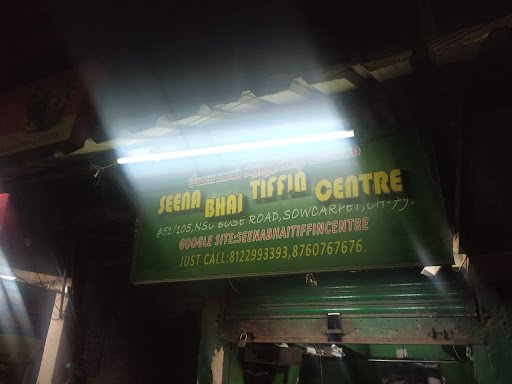 SEENA BHAI TIFFIN CENTRE
#51/105, NSC BOSE ROAD, SOWCARPET, CH-79.
GOOGLE SITE:SEENABHAITIFFINCENTRE
JUST CALL:8122993393,8760767676.